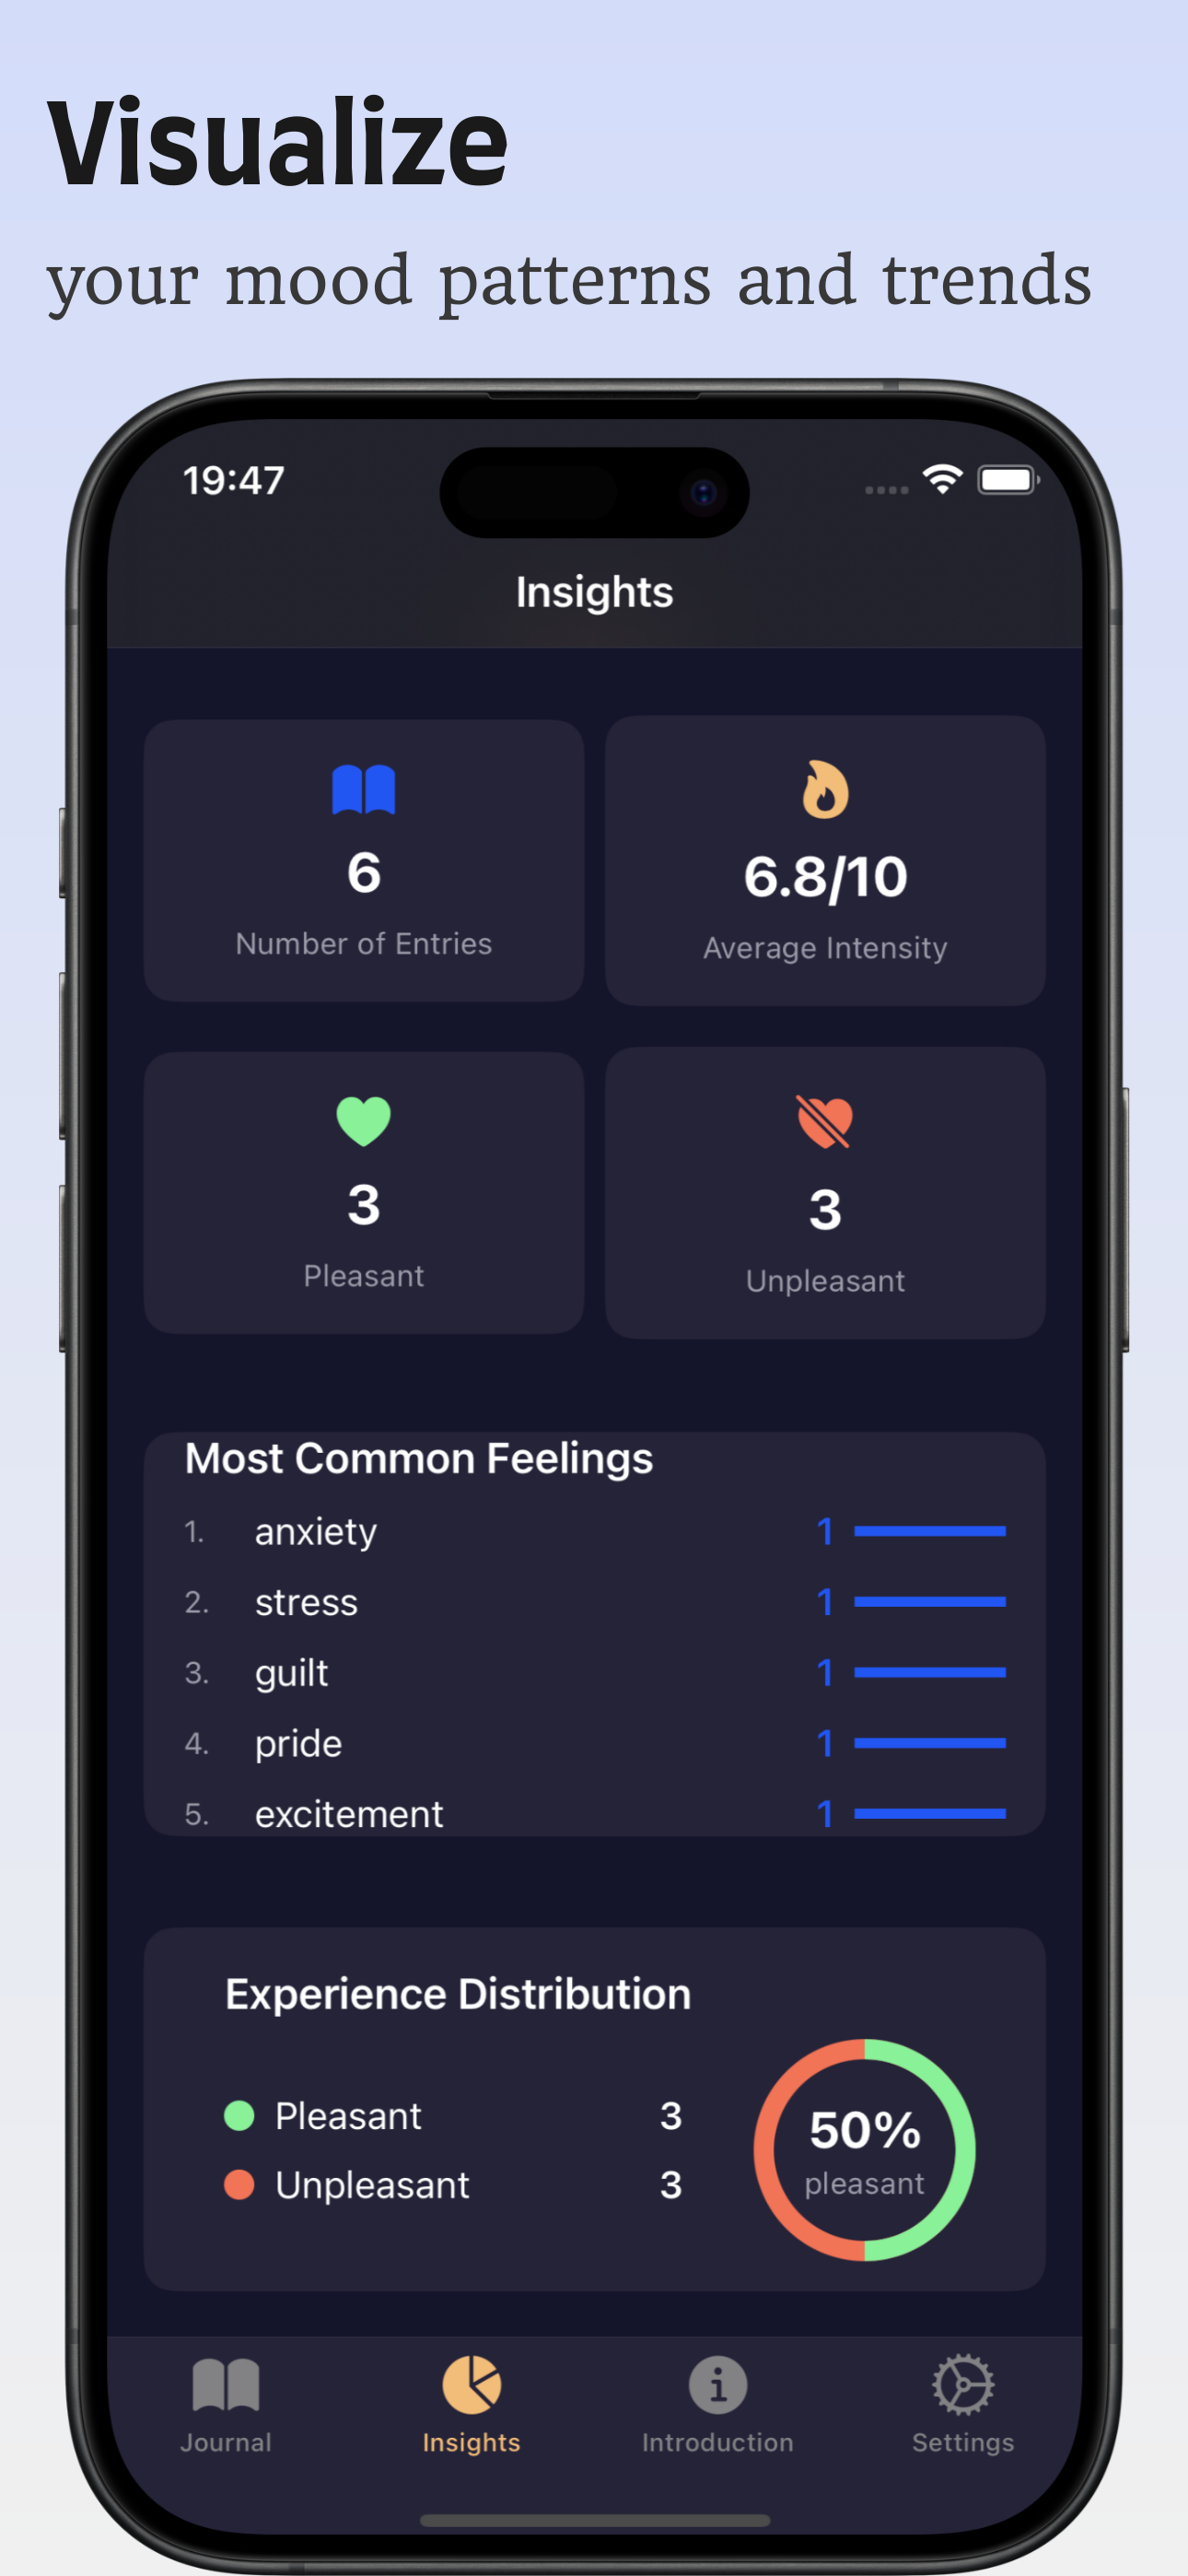 Visualize
your mood patterns and trends
19:47
Insights
6
Number of Entries
6.8/10
Average Intensity
3
Pleasant
3
Unpleasant
Most Common Feelings
1. anxiety 1
2. stress 1
3. guilt 1
4. pride 1
5. excitement 1
Experience Distribution
Pleasant 3
Unpleasant 3
50%
pleasant
Journal Insights Introduction Settings